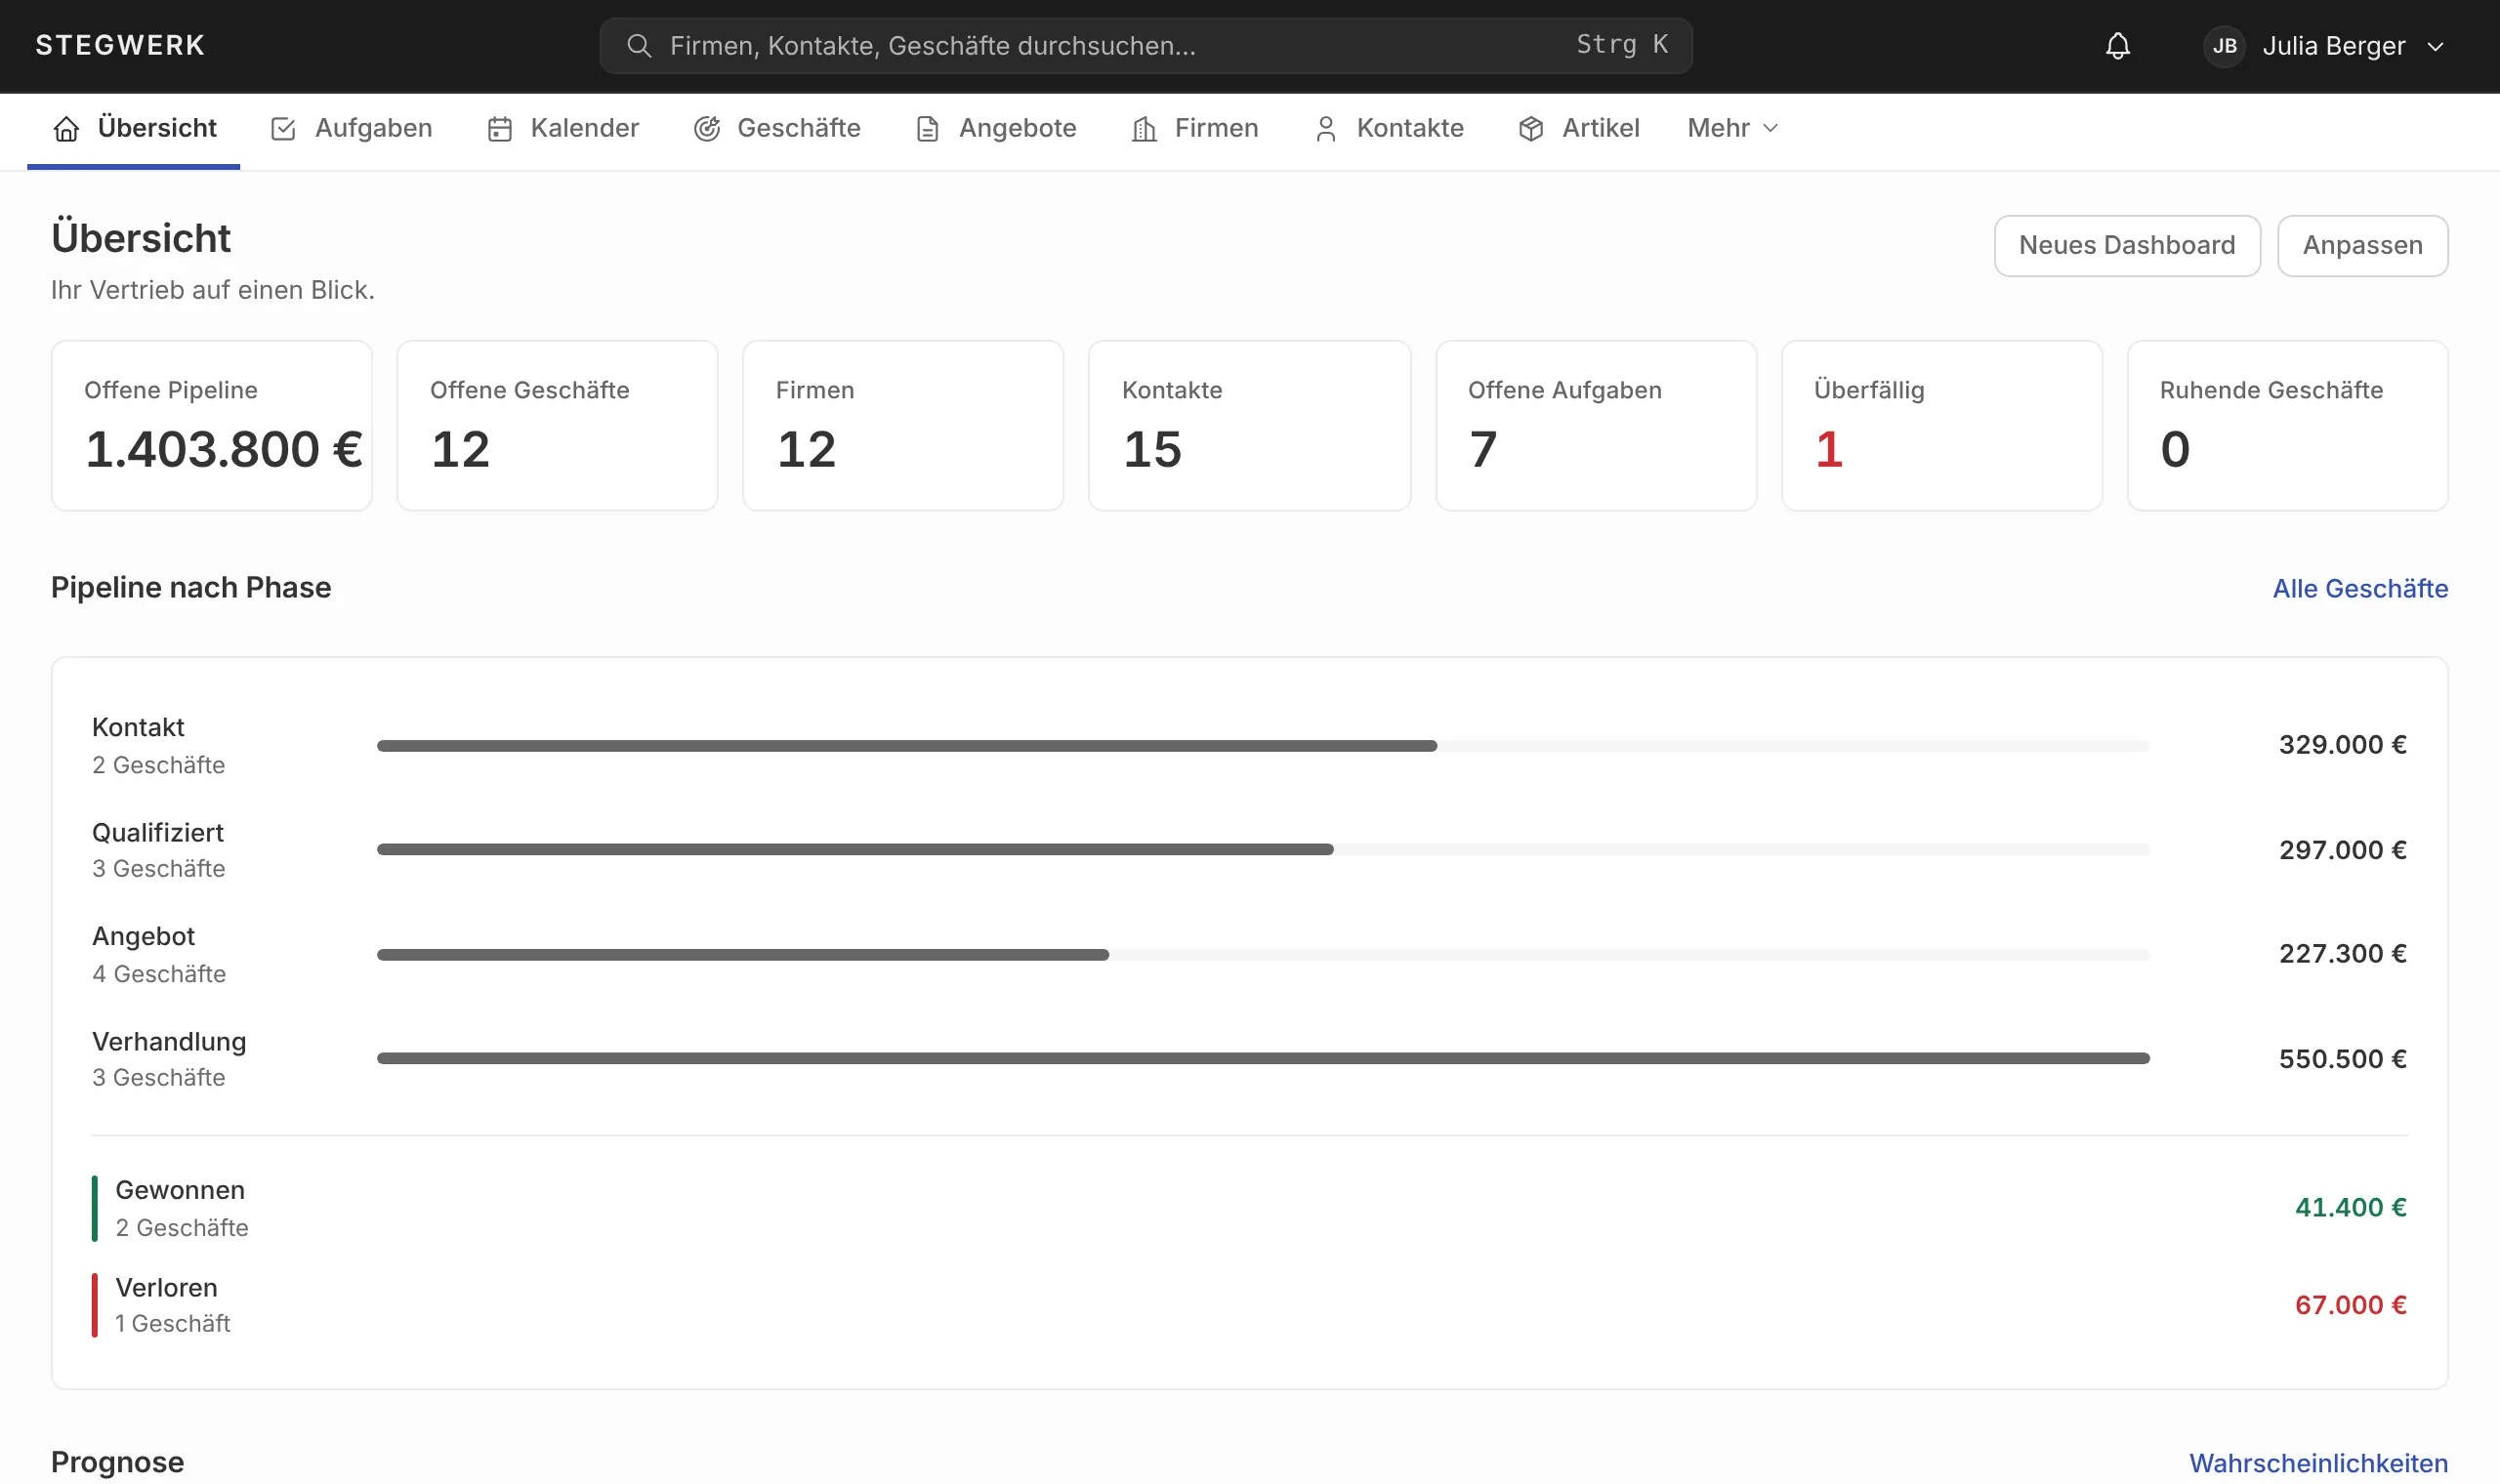 STEGWERK
Firmen, Kontakte, Geschäfte durchsuchen... Strg K
JB Julia Berger
Übersicht Aufgaben Kalender Geschäfte Angebote Firmen Kontakte Artikel Mehr
Übersicht
Ihr Vertrieb auf einen Blick.
Neues Dashboard Anpassen
Offene Pipeline
1.403.800 €
Offene Geschäfte
12
Firmen
12
Kontakte
15
Offene Aufgaben
7
Überfällig
1
Ruhende Geschäfte
0
Pipeline nach Phase
Alle Geschäfte
Kontakt
2 Geschäfte
329.000 €
Qualifiziert
3 Geschäfte
297.000 €
Angebot
4 Geschäfte
227.300 €
Verhandlung
3 Geschäfte
550.500 €
Gewonnen
2 Geschäfte
41.400 €
Verloren
1 Geschäft
67.000 €
Prognose
Wahrscheinlichkeiten